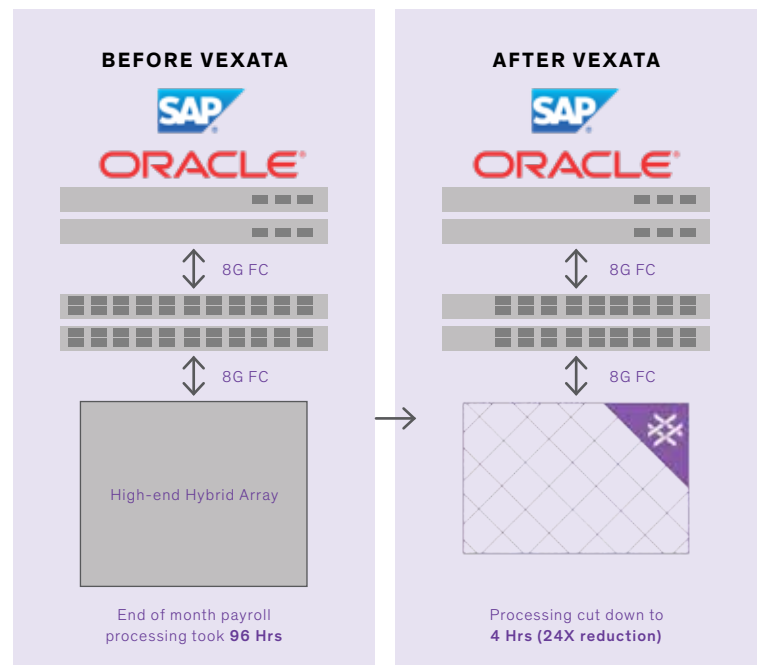 BEFORE VEXATA
SAP
ORACLE®
8G FC
8G FC
High-end Hybrid Array
End of month payroll
processing took 96 Hrs
AFTER VEXATA
SAP
ORACLE®
8G FC
8G FC
Processing cut down to
4 Hrs (24X reduction)